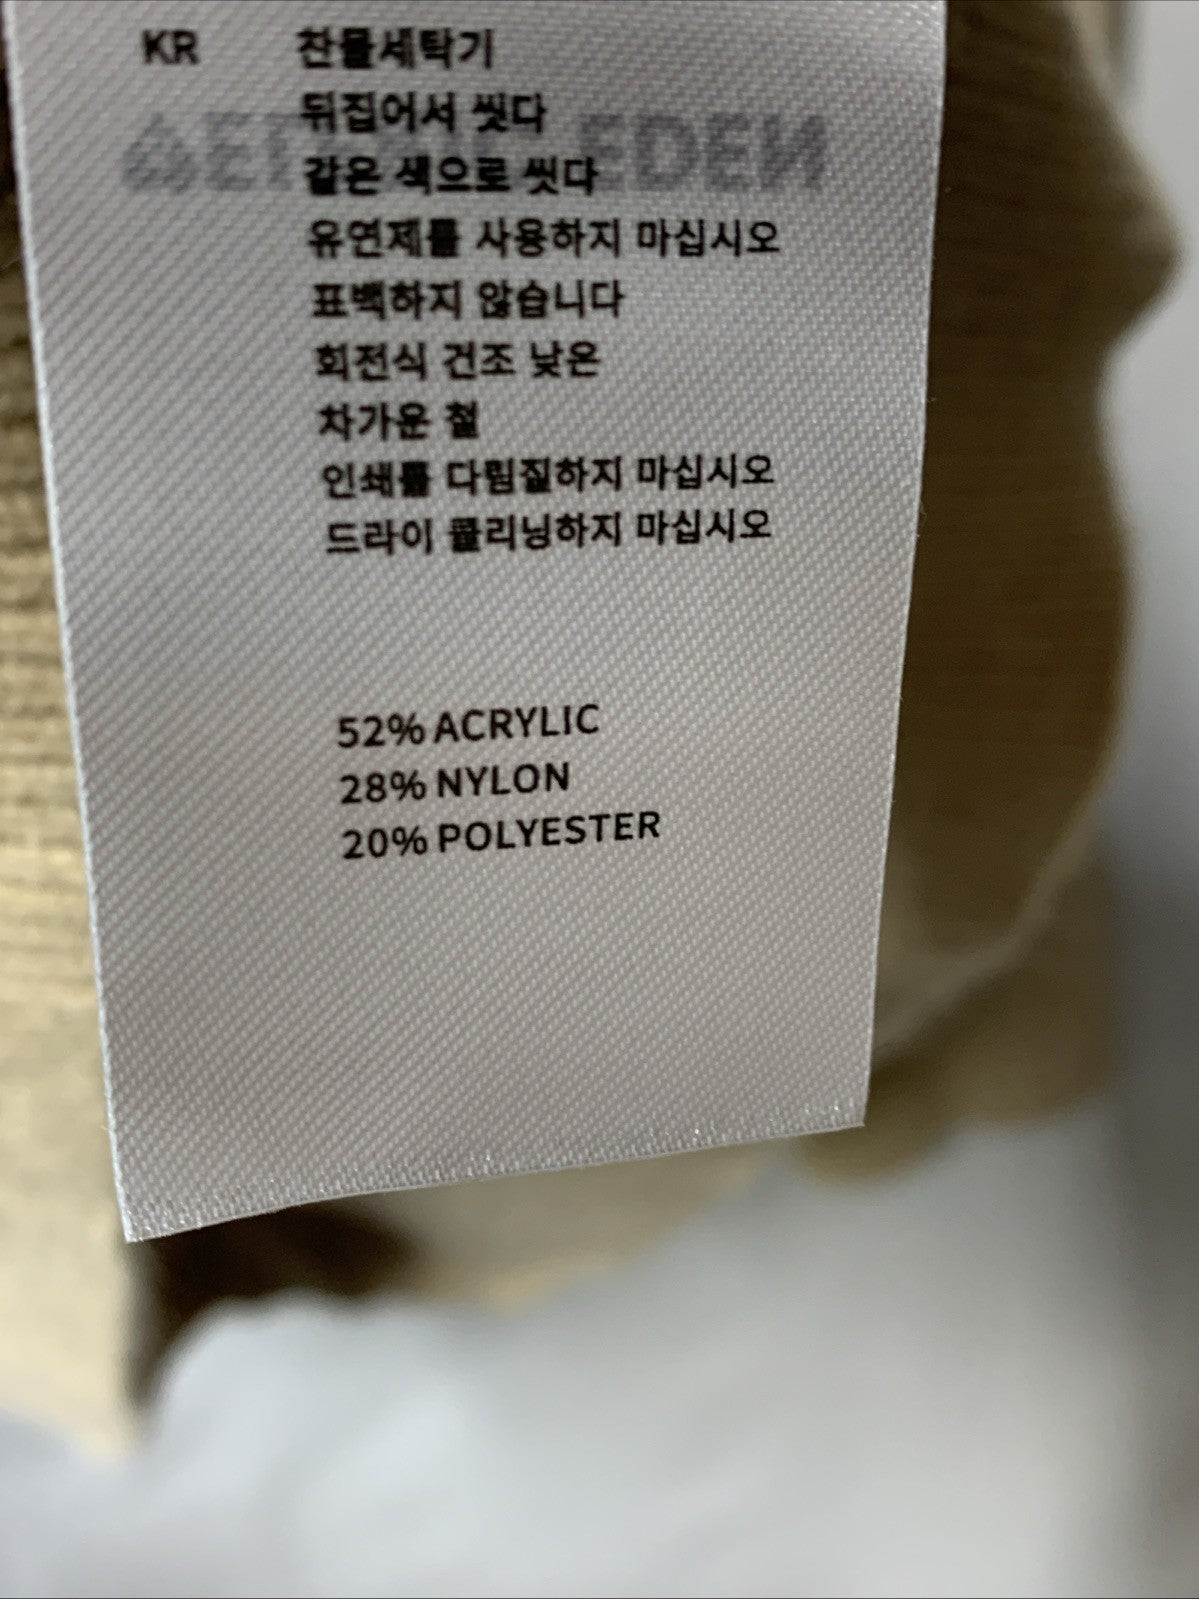 KR 찬물세탁기
뒤집어서 씻다
같은 색으로 씻다
유연제를 사용하지 마십시오
표백하지 않습니다
회전식 건조 낮은
차가운 철
인쇄를 다림질하지 마십시오
드라이 클리닝하지 마십시오
52% ACRYLIC
28% NYLON
20% POLYESTER